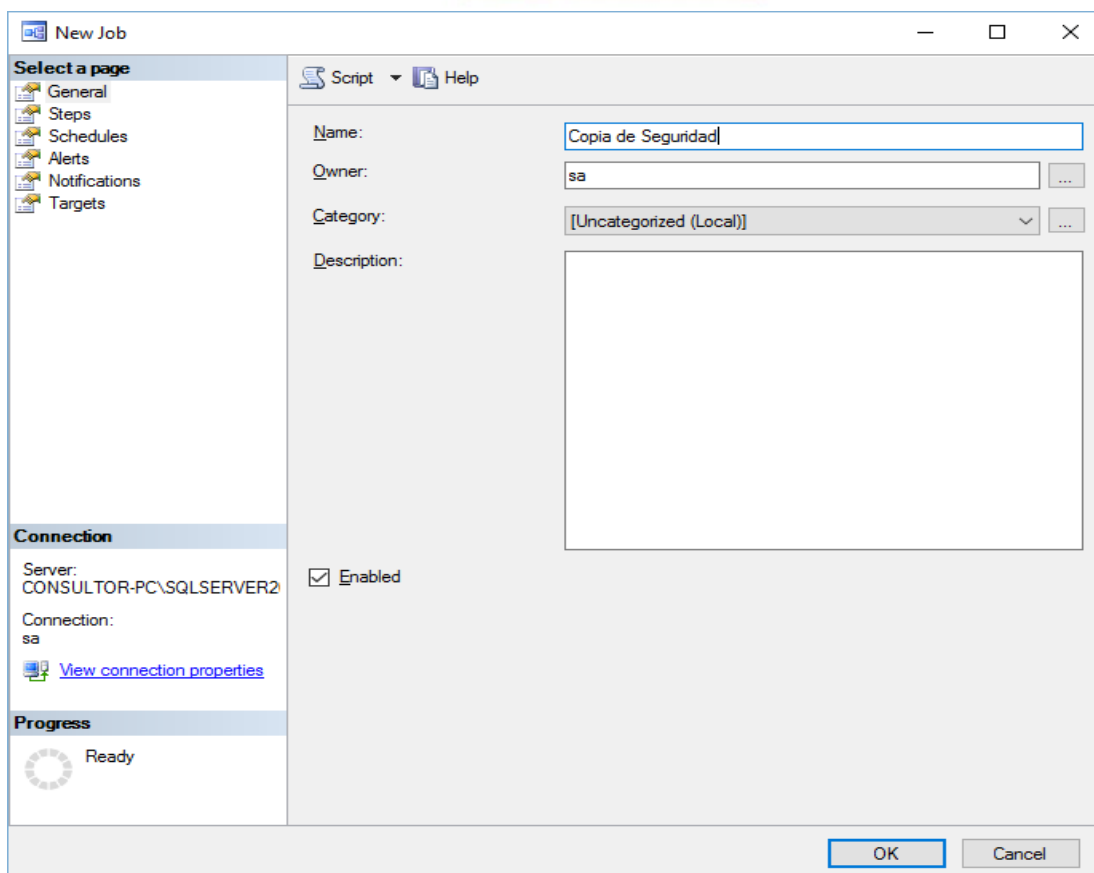 New Job
Select a page
General
Steps
Schedules
Alerts
Notifications
Targets
Script
Help
Name:
Copia de Seguridad
Owner:
sa
...
Category:
[Uncategorized (Local)]
...
Description:
Enabled
Connection
Server:
CONSULTOR-PC\SQLSERVER2
Connection:
sa
View connection properties
Progress
Ready
OK
Cancel